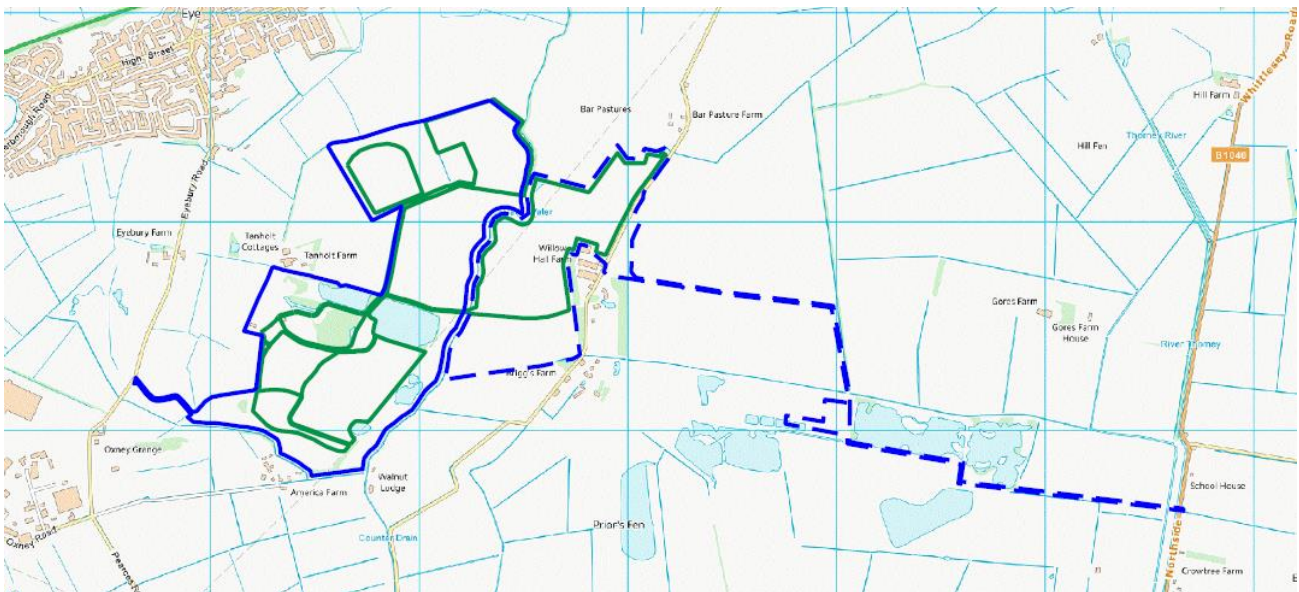 Eye
High Street
Eyebury Road
Eyebury Farm
Tanholt
Cottages
Tanholt Farm
Bar Pastures
Bar Pasture Farm
Willow
Hall Farm
Hill Farm
Whittlesey Road
Thorney River
B1040
Hill Fen
Gores Farm
Gores Farm
House
River Thorney
Oxney Grange
America Farm
Walnut
Lodge
Oxney Road
Counter Drain
Prior's Fen
School House
Northside
Crowtree Farm